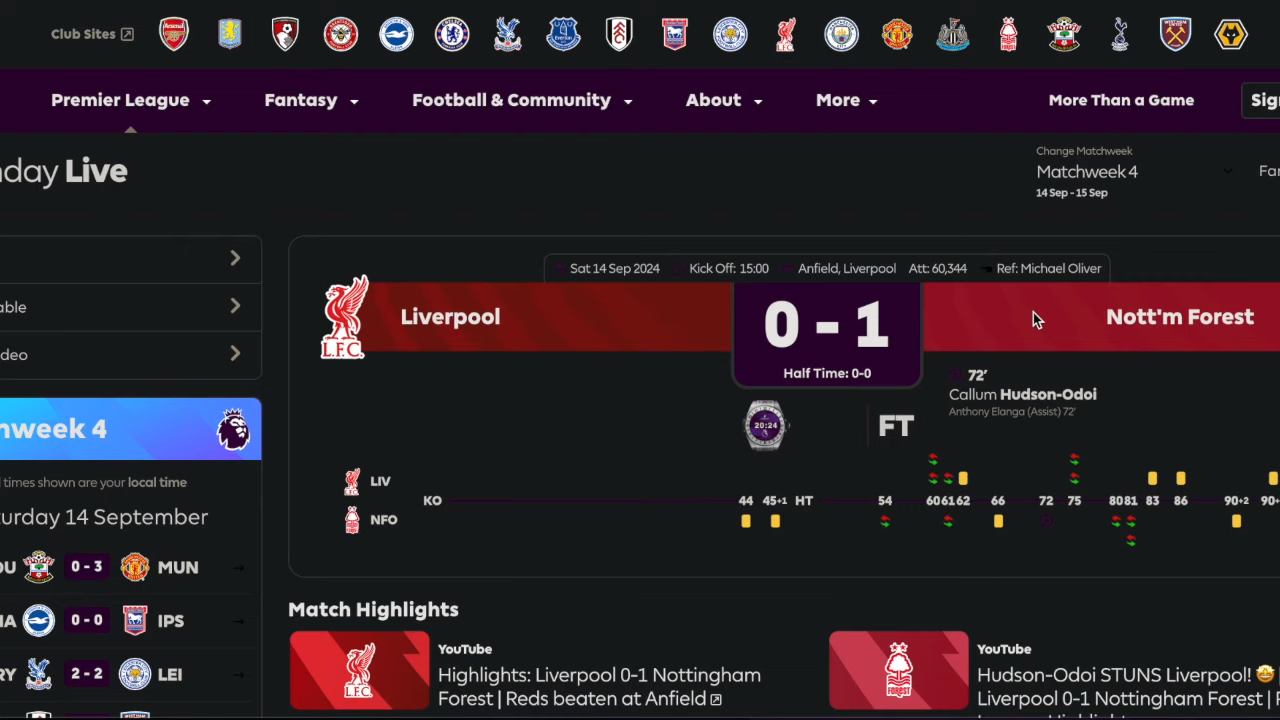 Club Sites
Premier League
Fantasy
Football & Community
About
More
More Than a Game
Sig
nday Live
Change Matchweek
Matchweek 4
14 Sep - 15 Sep
Fan
able
deo
nweek 4
l times shown are your local time
turday 14 September
OU 0 - 3 MUN
HA 0 - 0 IPS
RY 2 - 2 LEI
Sat 14 Sep 2024 Kick Off: 15:00 Anfield, Liverpool Att: 60,344 Ref: Michael Oliver
Liverpool 0 - 1 Nott'm Forest
Half Time: 0-0
72'
Callum Hudson-Odoi
Anthony Elanga (Assist) 72'
20:24
FT
L.F.C.
LIV
KO 44 45+1 HT 54 60 61 62 66 72 75 80 81 83 86 90+2 90+
NFO
Match Highlights
L.F.C.
YouTube
Highlights: Liverpool 0-1 Nottingham
Forest | Reds beaten at Anfield
FOREST
YouTube
Hudson-Odoi STUNS Liverpool!
Liverpool 0-1 Nottingham Forest |